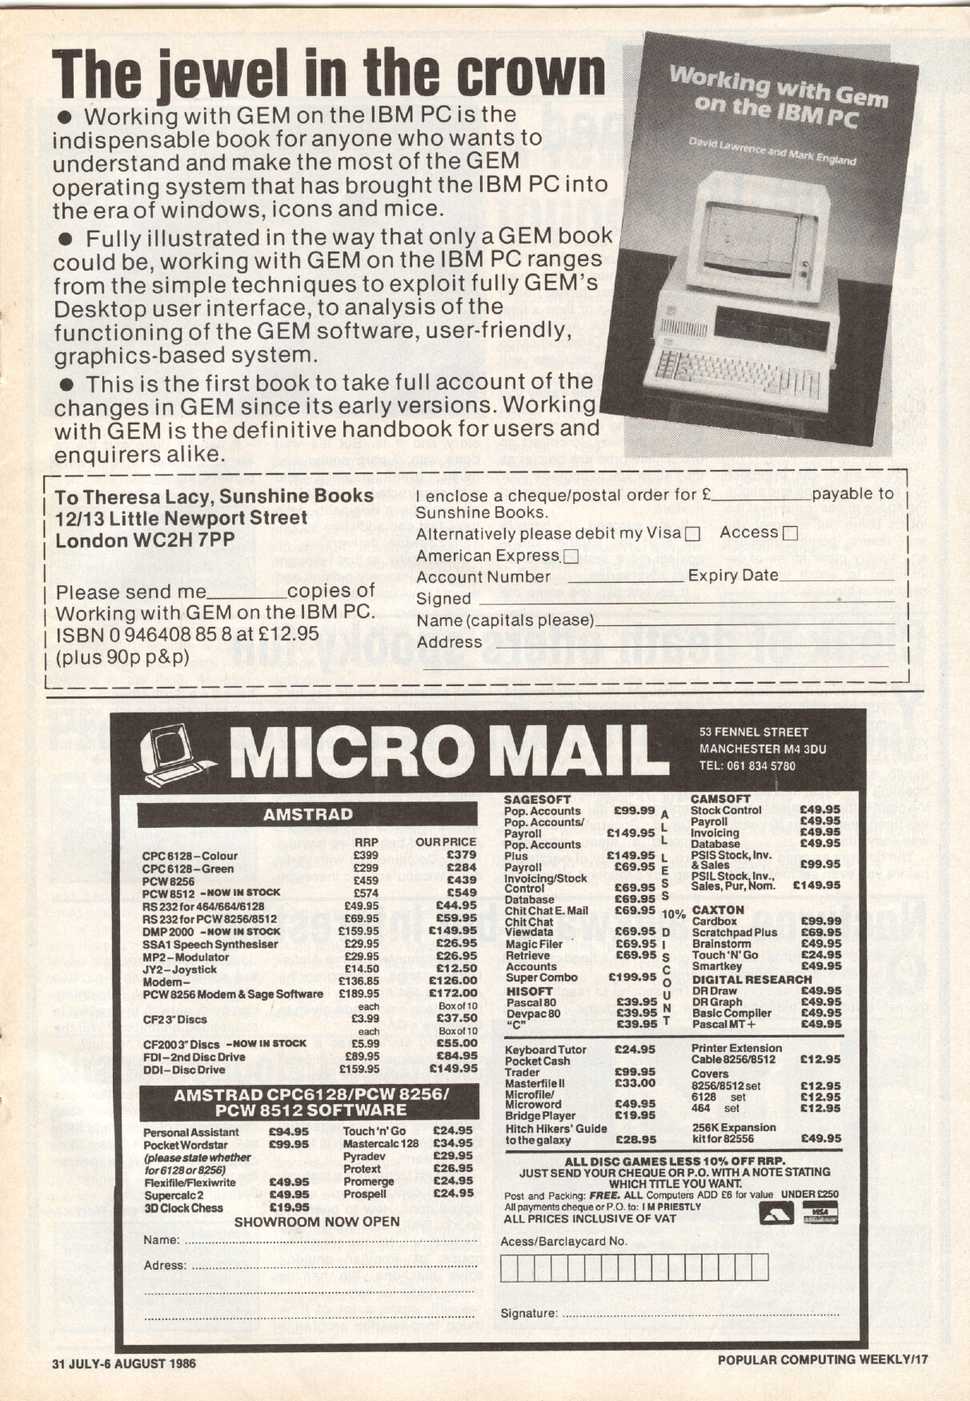 The jewel in the crown
● Working with GEM on the IBM PC is the
indispensable book for anyone who wants to
understand and make the most of the GEM
operating system that has brought the IBM PC into
the era of windows, icons and mice.
● Fully illustrated in the way that only a GEM book
could be, working with GEM on the IBM PC ranges
from the simple techniques to exploit fully GEM's
Desktop user interface, to analysis of the
functioning of the GEM software, user-friendly,
graphics-based system.
● This is the first book to take full account of the
changes in GEM since its early versions. Working
with GEM is the definitive handbook for users and
enquirers alike.
Working with Gem
on the IBM PC
David Lawrence and Mark England
To Theresa Lacy, Sunshine Books
12/13 Little Newport Street
London WC2H 7PP
Please send me________copies of
Working with GEM on the IBM PC.
ISBN 0 946408 85 8 at £12.95
(plus 90p p&p)
I enclose a cheque/postal order for £__________payable to
Sunshine Books.
Alternatively please debit my Visa □ Access □
American Express □
Account Number ____________ Expiry Date____________
Signed
Name (capitals please)
Address
MICRO MAIL
53 FENNEL STREET
MANCHESTER M4 3DU
TEL: 061 834 5780
AMSTRAD
RRP OUR PRICE
CPC 6128–Colour £399 £379
CPC 6128–Green £299 £284
PCW 8256 £459 £439
PCW 8512 –NOW IN STOCK £574 £549
RS 232 for 464/664/6128 £49.95 £44.95
RS 232 for PCW 8256/8512 £69.95 £59.95
DMP 2000 –NOW IN STOCK £159.95 £149.95
SSA1 Speech Synthesiser £29.95 £26.95
MP2–Modulator £29.95 £26.95
JY2–Joystick £14.50 £12.50
Modem– £136.85 £126.00
PCW 8256 Modem & Sage Software £189.95 £172.00
each Box of 10
CF2 3" Discs £3.99 £37.50
each Box of 10
CF2003" Discs –NOW IN STOCK £5.99 £55.00
FDI–2nd Disc Drive £89.95 £84.95
DDI–Disc Drive £159.95 £149.95
AMSTRAD CPC6128/PCW 8256/
PCW 8512 SOFTWARE
Personal Assistant £94.95
Pocket Wordstar £99.95
(please state whether
for 6128 or 8256)
Flexifile/Flexiwrite £49.95
Supercalc 2 £49.95
3D Clock Chess £19.95
Touch 'n' Go £24.95
Mastercalc 128 £34.95
Pyradev £29.95
Protext £26.95
Promerge £24.95
Prospell £24.95
SHOWROOM NOW OPEN
Name:
Adress:
SAGESOFT
Pop. Accounts £99.99
Pop. Accounts/
Payroll £149.95
Pop. Accounts
Plus £149.95
Payroll £69.95
Invoicing/Stock
Control £69.95
Database £69.95
Chit Chat E. Mail £69.95
Chit Chat
Viewdata £69.95
Magic Filer £69.95
Retrieve £69.95
Accounts
Super Combo £199.95
HISOFT
Pascal 80 £39.95
Devpac 80 £39.95
"C" £39.95
ALL LESS 10% DISCOUNT
CAMSOFT
Stock Control £49.95
Payroll £49.95
Invoicing £49.95
Database £49.95
PSIS Stock, Inv.
& Sales £99.95
PSIL Stock, Inv.,
Sales, Pur, Nom. £149.95
CAXTON
Cardbox £99.99
Scratchpad Plus £69.95
Brainstorm £49.95
Touch 'N' Go £24.95
Smartkey £49.95
DIGITAL RESEARCH
DR Draw £49.95
DR Graph £49.95
Basic Compiler £49.95
Pascal MT+ £49.95
Keyboard Tutor £24.95
Pocket Cash
Trader £99.95
Masterfile II £33.00
Microfile/
Microword £49.95
Bridge Player £19.95
Hitch Hikers' Guide
to the galaxy £28.95
Printer Extension
Cable 8256/8512 £12.95
Covers
8256/8512 set £12.95
6128 set £12.95
464 set £12.95
256K Expansion
kit for 82556 £49.95
ALL DISC GAMES LESS 10% OFF RRP.
JUST SEND YOUR CHEQUE OR P.O. WITH A NOTE STATING
WHICH TITLE YOU WANT.
Post and Packing: FREE. ALL Computers ADD £6 for value UNDER £250
All payments cheque or P.O. to: I M PRIESTLY
ALL PRICES INCLUSIVE OF VAT
VISA
Acess/Barclaycard No.
Signature:
31 JULY-6 AUGUST 1986
POPULAR COMPUTING WEEKLY/17